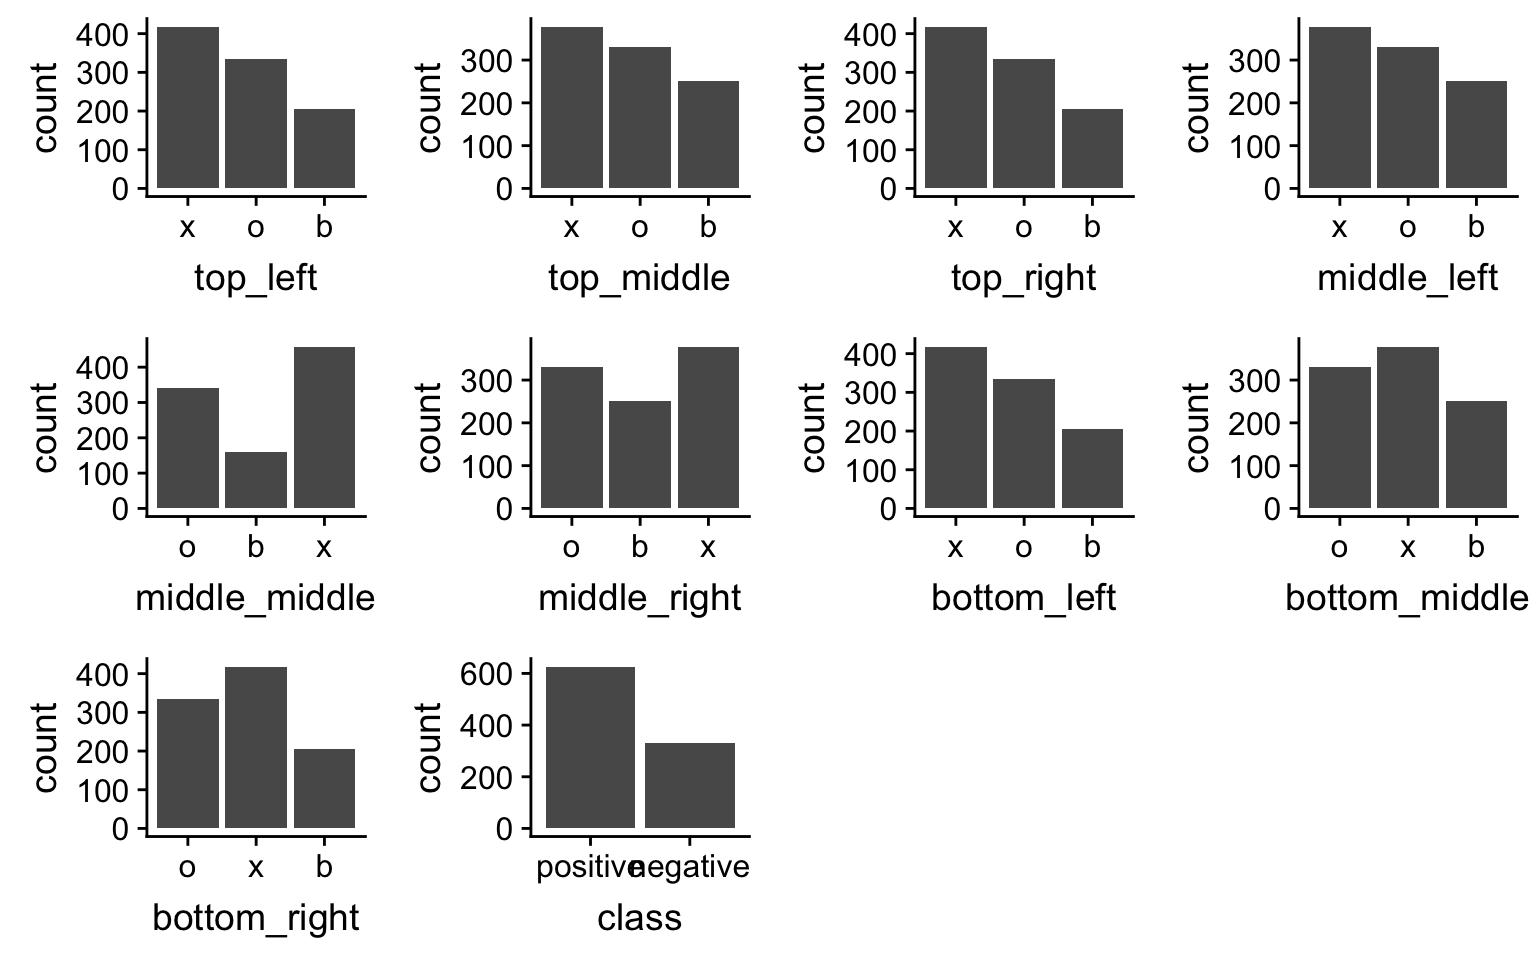 count
400
300
200
100
0
x o b
top_left
count
300
200
100
0
x o b
top_middle
count
400
300
200
100
0
x o b
top_right
count
300
200
100
0
x o b
middle_left
count
400
300
200
100
0
o b x
middle_middle
count
300
200
100
0
o b x
middle_right
count
400
300
200
100
0
x o b
bottom_left
count
300
200
100
0
o x b
bottom_middle
count
400
300
200
100
0
o x b
bottom_right
count
600
400
200
0
positive negative
class